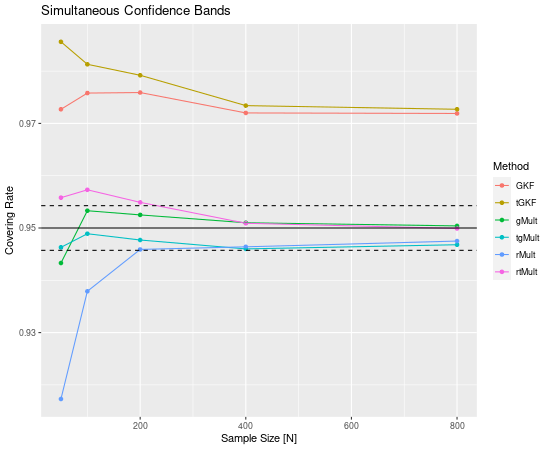 Simultaneous Confidence Bands
Covering Rate
0.97
0.95
0.93
200
400
600
800
Sample Size [N]
Method
GKF
tGKF
gMult
tgMult
rMult
rtMult